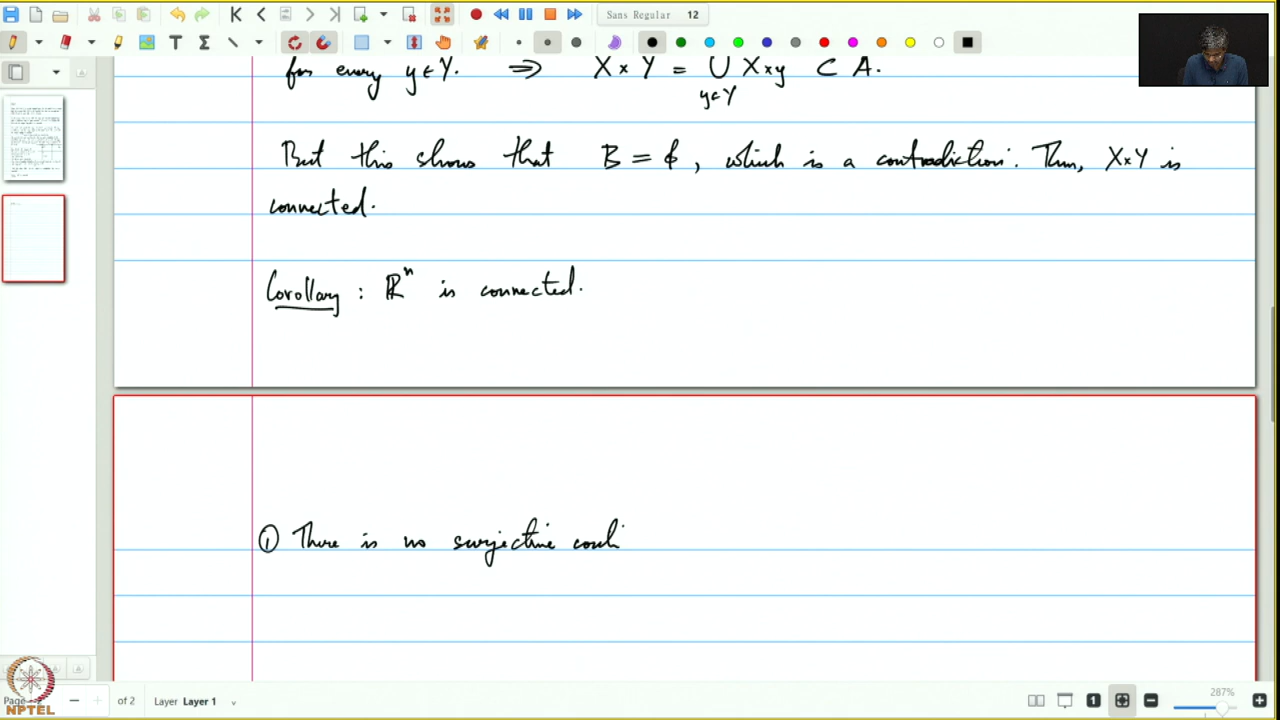 Sans Regular 12
for every y∈Y. ⇒ X×Y = ∪ X×y ⊂ A.
y∈Y
But this shows that B = ϕ, which is a contradiction. Thus, X×Y is
connected.
Corollary : ℝⁿ is connected.
① There is no surjective conti
NPTEL
of 2 Layer Layer 1
287%